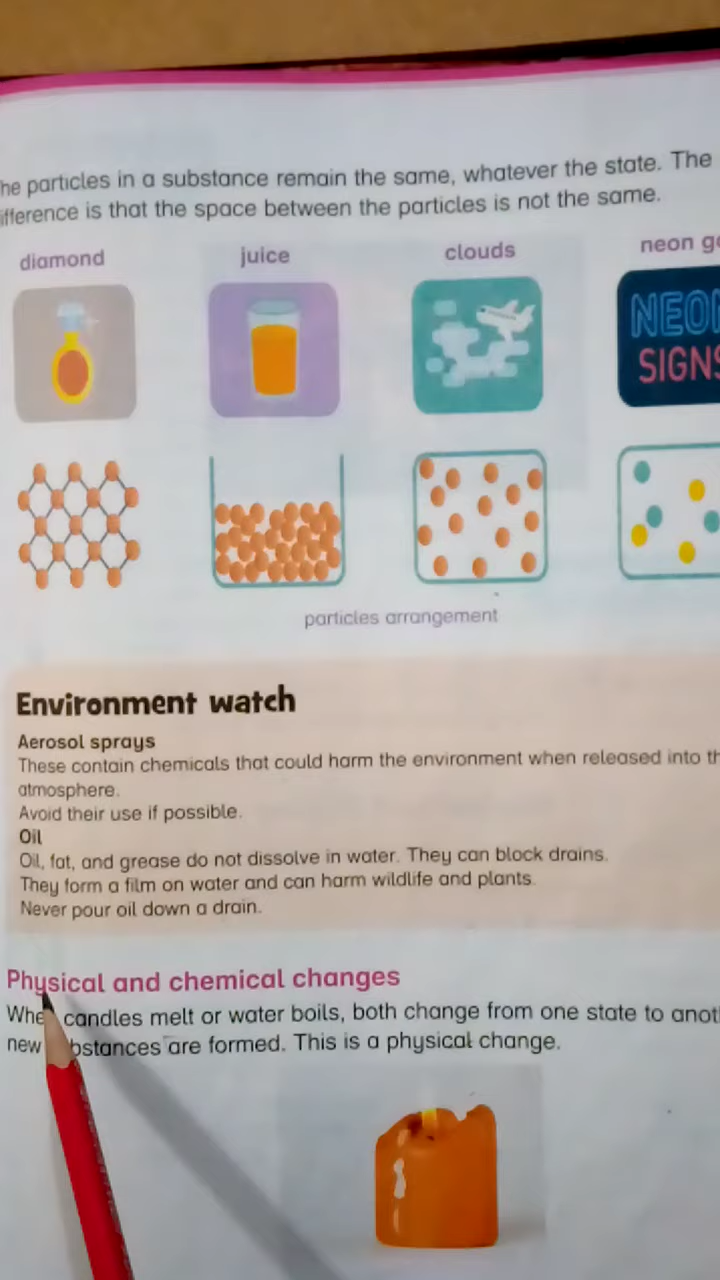 he particles in a substance remain the same, whatever the state. The
ifference is that the space between the particles is not the same.
diamond juice clouds neon g
NEO
SIGNS
particles arrangement
Environment watch
Aerosol sprays
These contain chemicals that could harm the environment when released into th
atmosphere.
Avoid their use if possible.
Oil
Oil, fat, and grease do not dissolve in water. They can block drains.
They form a film on water and can harm wildlife and plants.
Never pour oil down a drain.
Physical and chemical changes
Whe candles melt or water boils, both change from one state to anot
new bstances are formed. This is a physical change.